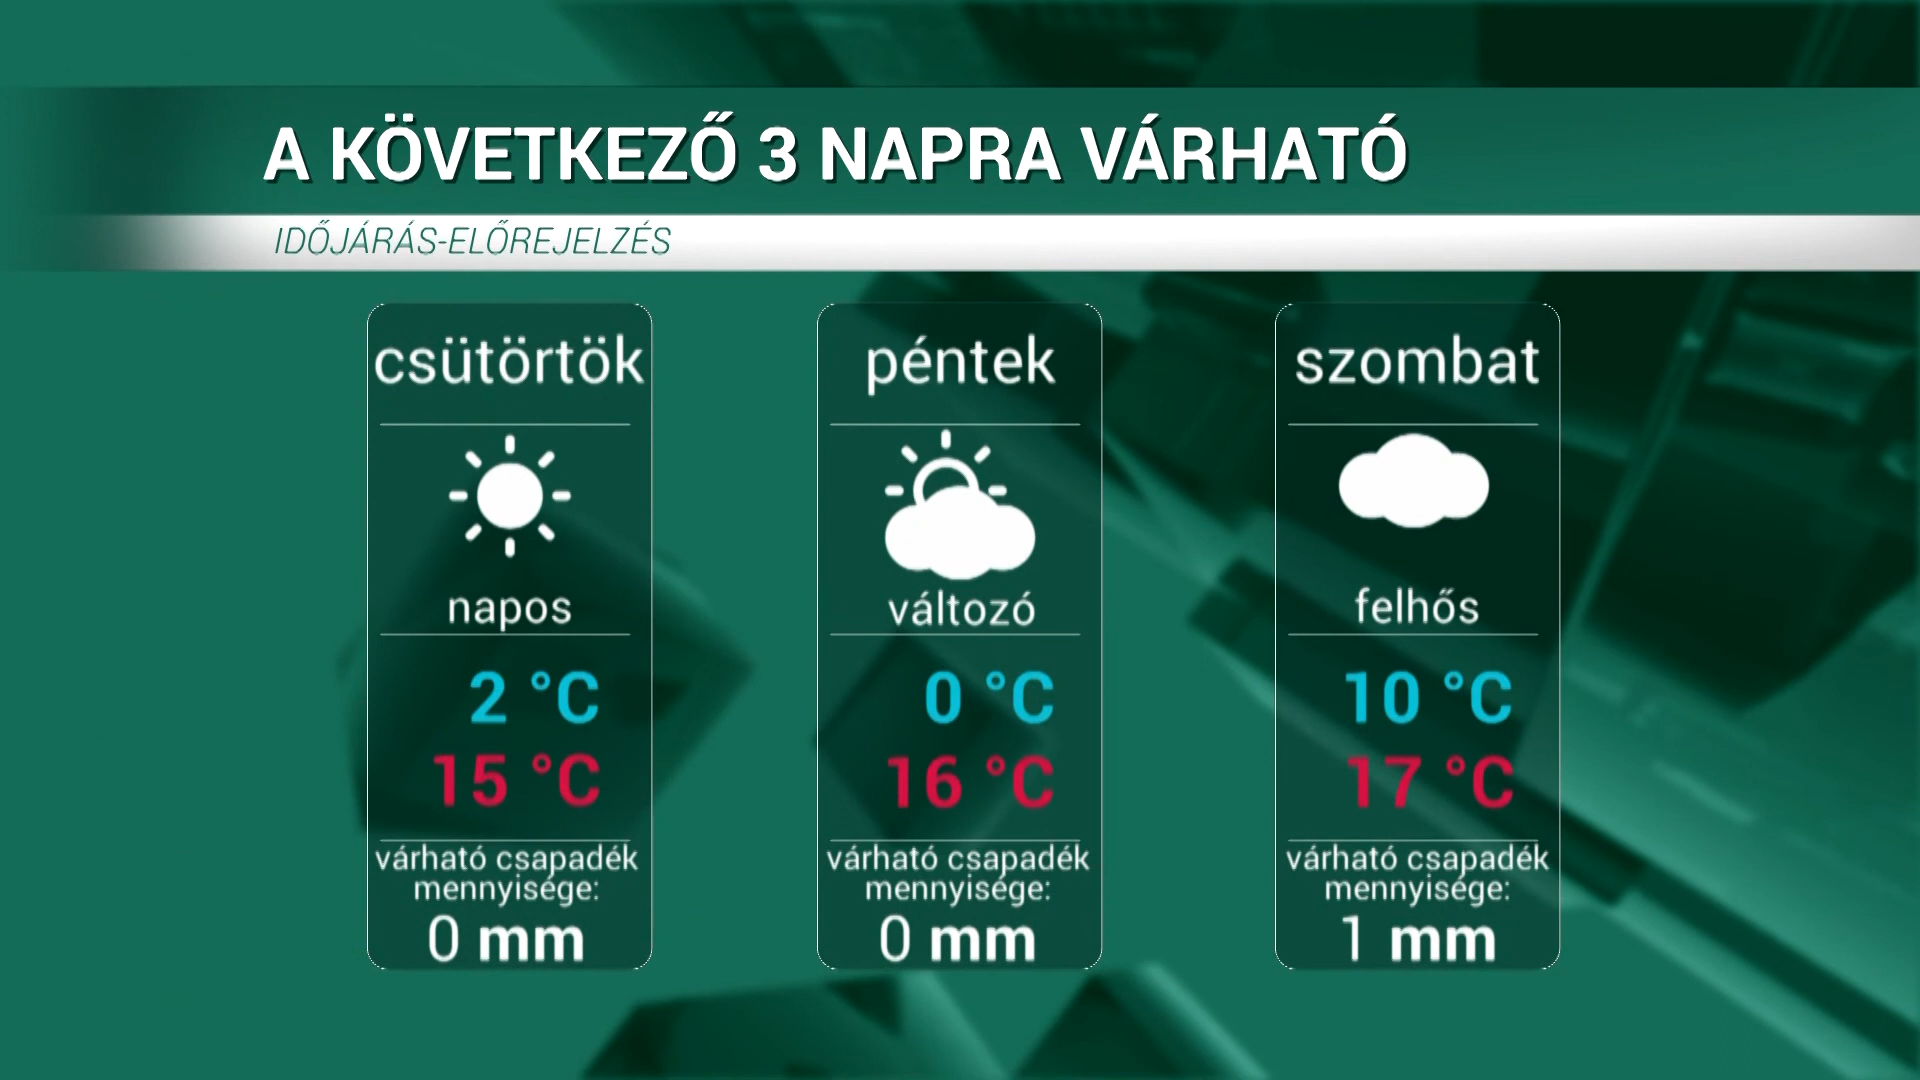 A KÖVETKEZŐ 3 NAPRA VÁRHATÓ
IDŐJÁRÁS-ELŐREJELZÉS
csütörtök
napos
2 °C
15 °C
várható csapadék
mennyisége:
0 mm
péntek
változó
0 °C
16 °C
várható csapadék
mennyisége:
0 mm
szombat
felhős
10 °C
17 °C
várható csapadék
mennyisége:
1 mm